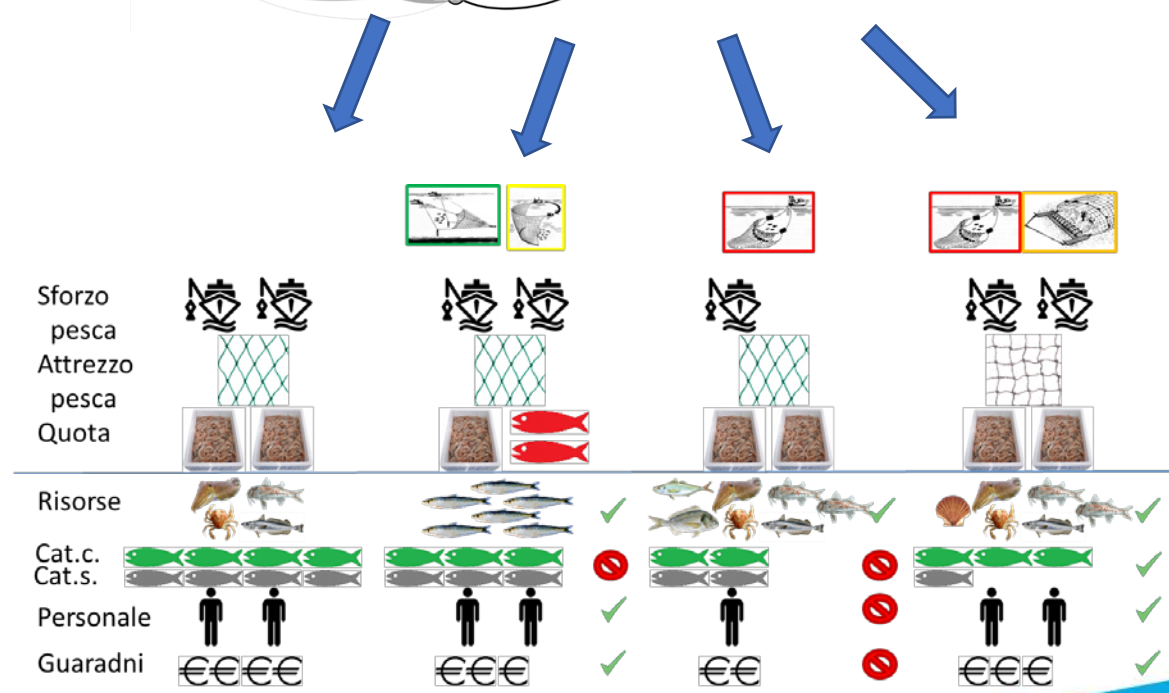 Sforzo
pesca
Attrezzo
pesca
Quota
Risorse
Cat.c.
Cat.s.
Personale
Guaradni
€€ €€
€€€
€€
€€€